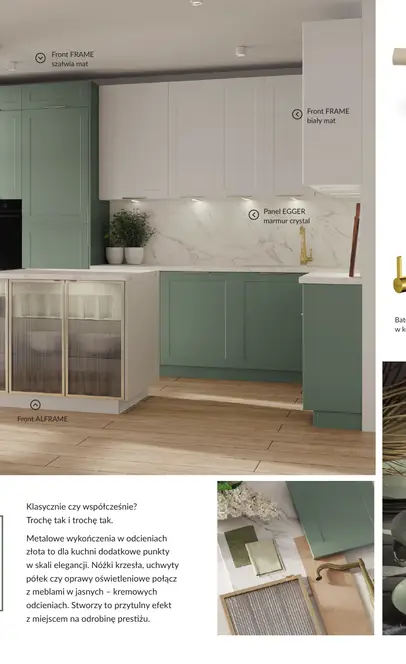 Front FRAME
szałwia mat
Front FRAME
biały mat
Panel EGGER
marmur crystal
Front ALFRAME
Klasycznie czy współcześnie?
Trochę tak i trochę tak.
Metalowe wykończenia w odcieniach
złota to dla kuchni dodatkowe punkty
w skali elegancji. Nóżki krzesła, uchwyty
półek czy oprawy oświetleniowe połącz
z meblami w jasnych – kremowych
odcieniach. Stworzy to przytulny efekt
z miejscem na odrobinę prestiżu.
Bat
w k